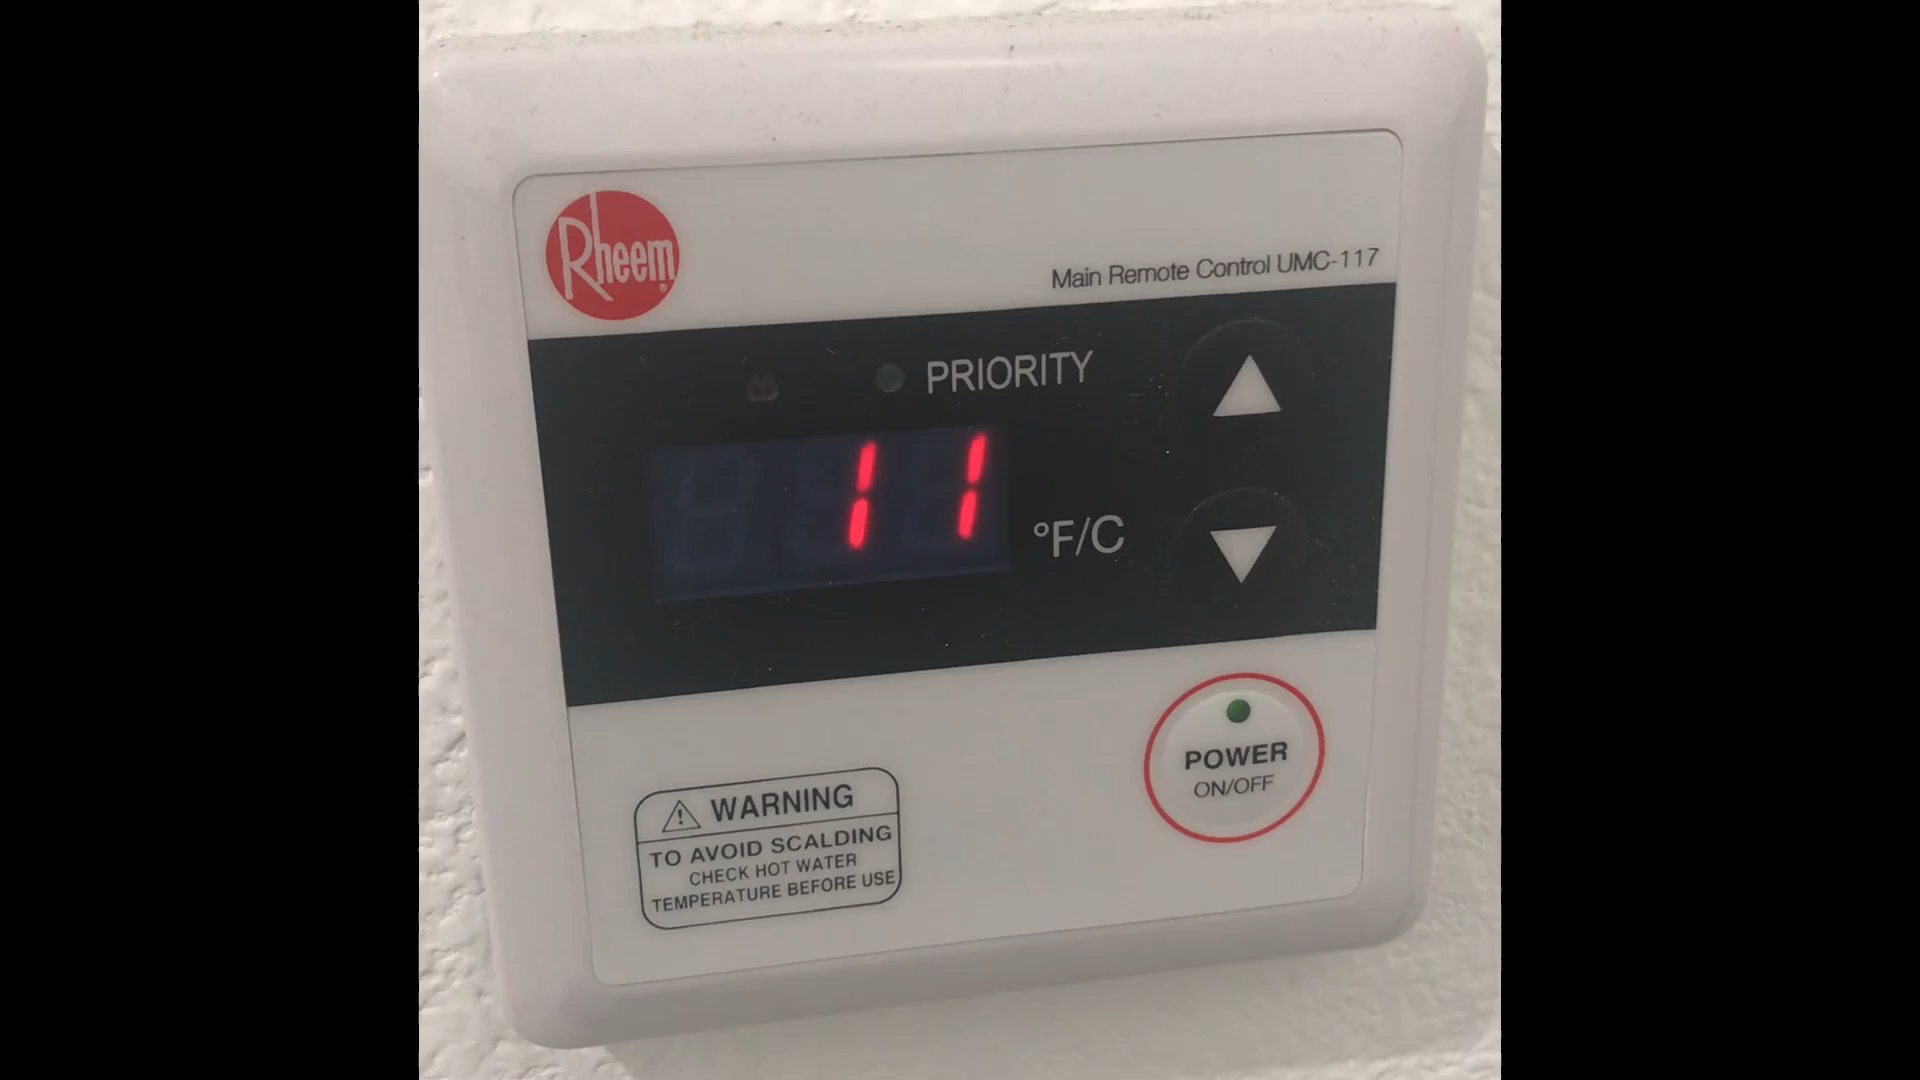 Rheem
Main Remote Control UMC-117
PRIORITY
11
°F/C
POWER
ON/OFF
WARNING
TO AVOID SCALDING
CHECK HOT WATER
TEMPERATURE BEFORE USE